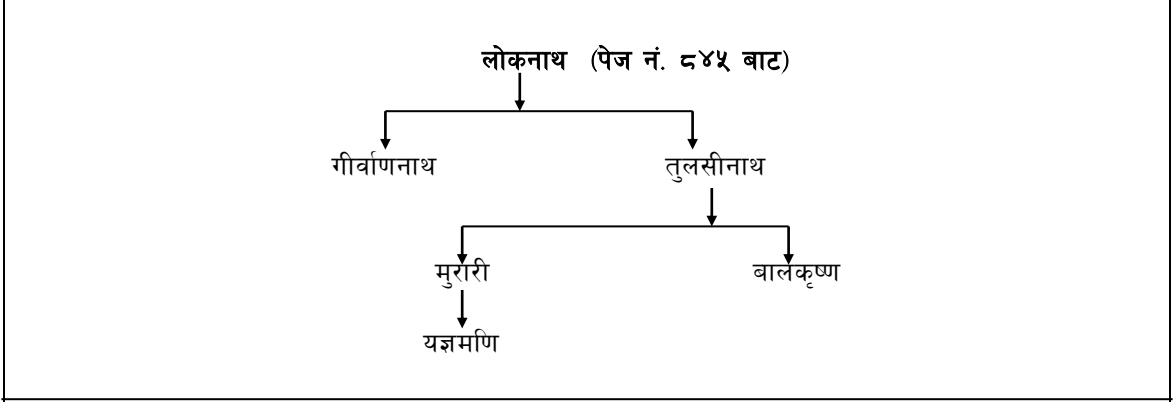 लोकनाथ (पेज नं. ८४५ बाट)
गीर्वाणनाथ तुलसीनाथ
मुरारी बालकृष्ण
यज्ञमणि